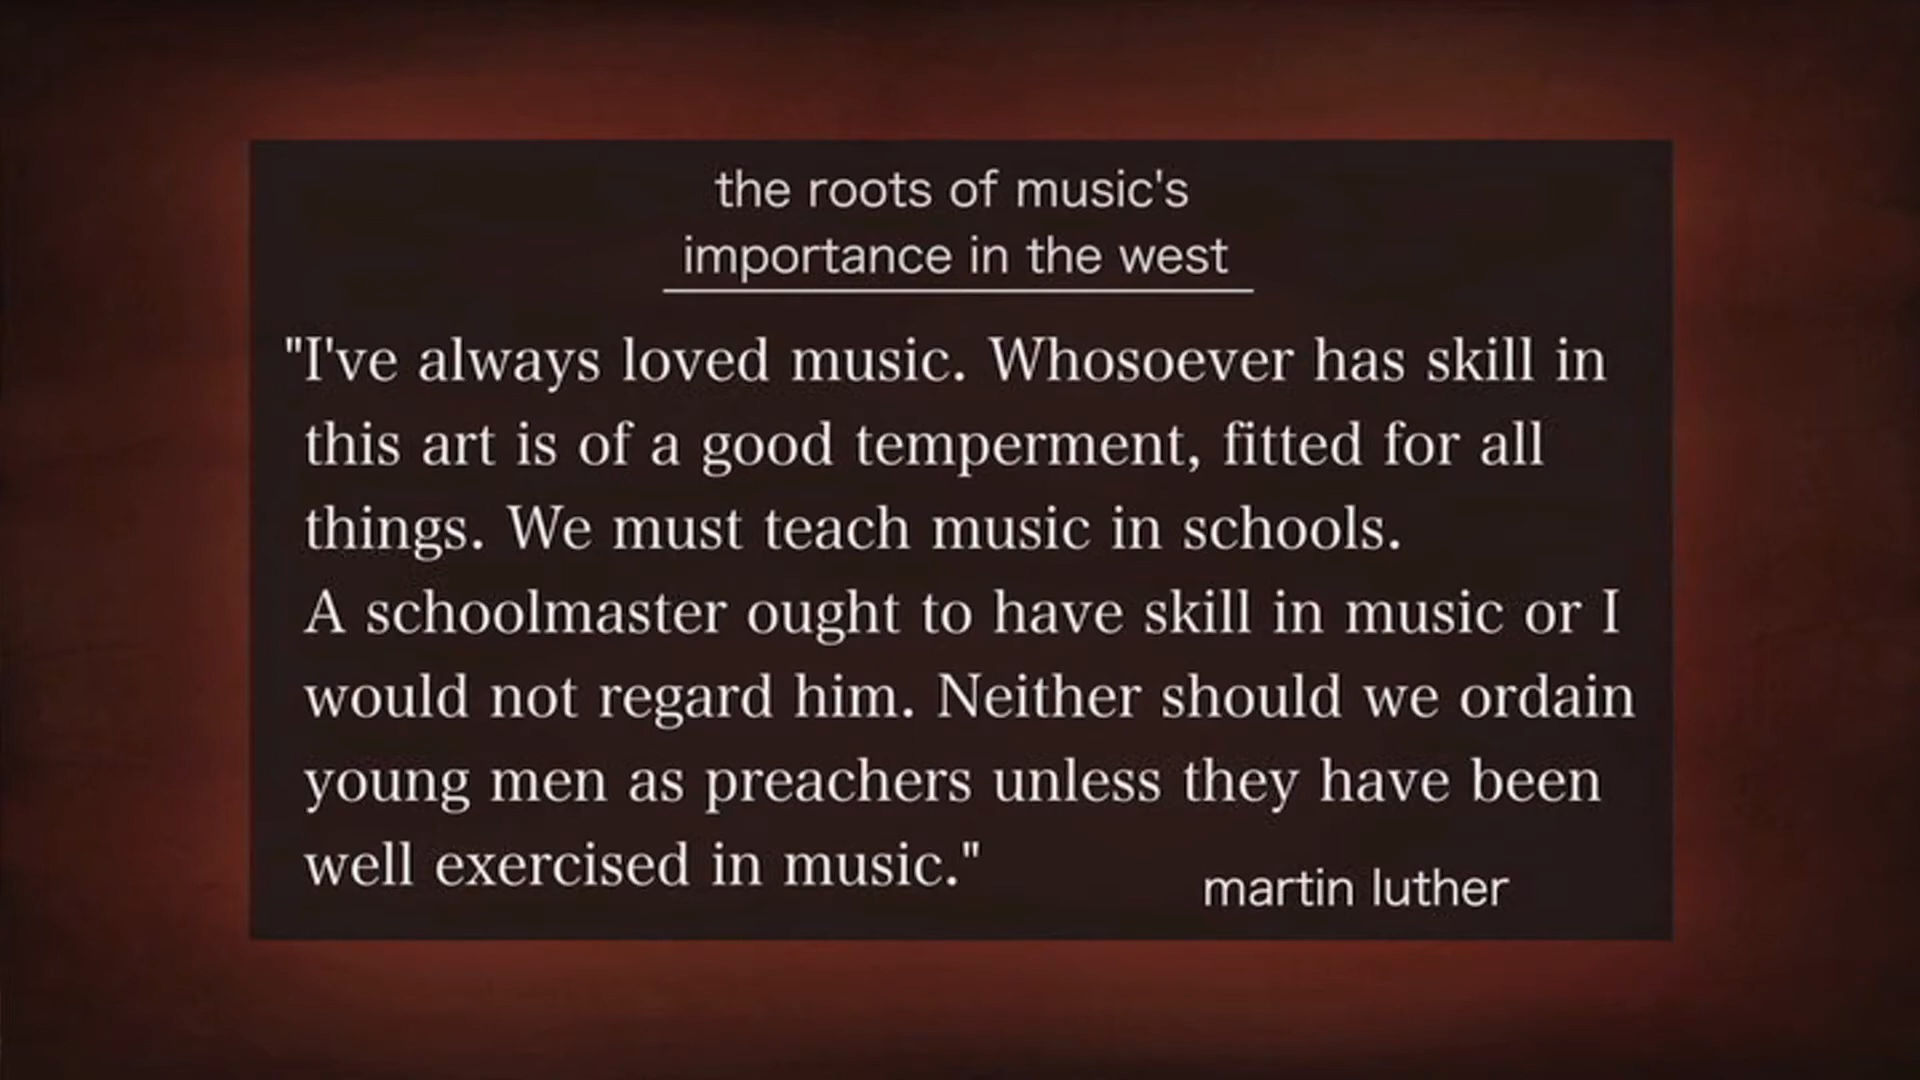 the roots of music's
importance in the west
"I've always loved music. Whosoever has skill in
this art is of a good temperment, fitted for all
things. We must teach music in schools.
A schoolmaster ought to have skill in music or I
would not regard him. Neither should we ordain
young men as preachers unless they have been
well exercised in music."
martin luther